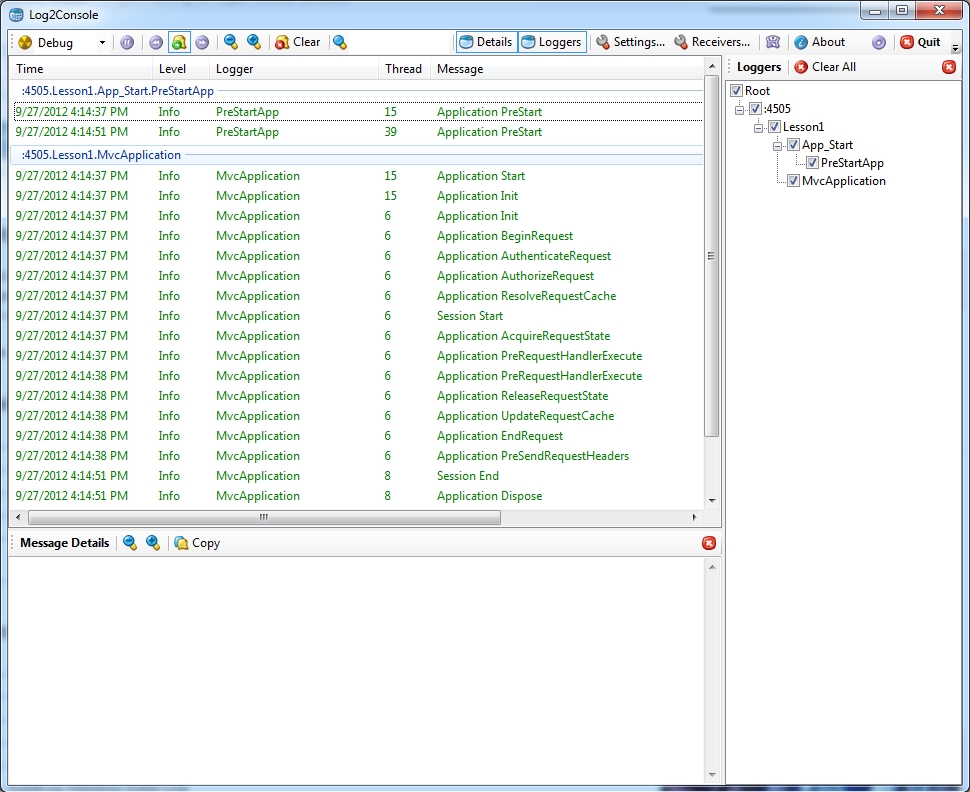 Log2Console
Debug Clear Details Loggers Settings... Receivers... About Quit
Time Level Logger Thread Message
:4505.Lesson1.App_Start.PreStartApp
9/27/2012 4:14:37 PM Info PreStartApp 15 Application PreStart
9/27/2012 4:14:51 PM Info PreStartApp 39 Application PreStart
:4505.Lesson1.MvcApplication
9/27/2012 4:14:37 PM Info MvcApplication 15 Application Start
9/27/2012 4:14:37 PM Info MvcApplication 15 Application Init
9/27/2012 4:14:37 PM Info MvcApplication 6 Application Init
9/27/2012 4:14:37 PM Info MvcApplication 6 Application BeginRequest
9/27/2012 4:14:37 PM Info MvcApplication 6 Application AuthenticateRequest
9/27/2012 4:14:37 PM Info MvcApplication 6 Application AuthorizeRequest
9/27/2012 4:14:37 PM Info MvcApplication 6 Application ResolveRequestCache
9/27/2012 4:14:37 PM Info MvcApplication 6 Session Start
9/27/2012 4:14:37 PM Info MvcApplication 6 Application AcquireRequestState
9/27/2012 4:14:37 PM Info MvcApplication 6 Application PreRequestHandlerExecute
9/27/2012 4:14:38 PM Info MvcApplication 6 Application PreRequestHandlerExecute
9/27/2012 4:14:38 PM Info MvcApplication 6 Application ReleaseRequestState
9/27/2012 4:14:38 PM Info MvcApplication 6 Application UpdateRequestCache
9/27/2012 4:14:38 PM Info MvcApplication 6 Application EndRequest
9/27/2012 4:14:38 PM Info MvcApplication 6 Application PreSendRequestHeaders
9/27/2012 4:14:51 PM Info MvcApplication 8 Session End
9/27/2012 4:14:51 PM Info MvcApplication 8 Application Dispose
Message Details Copy
Loggers Clear All
Root
:4505
Lesson1
App_Start
PreStartApp
MvcApplication